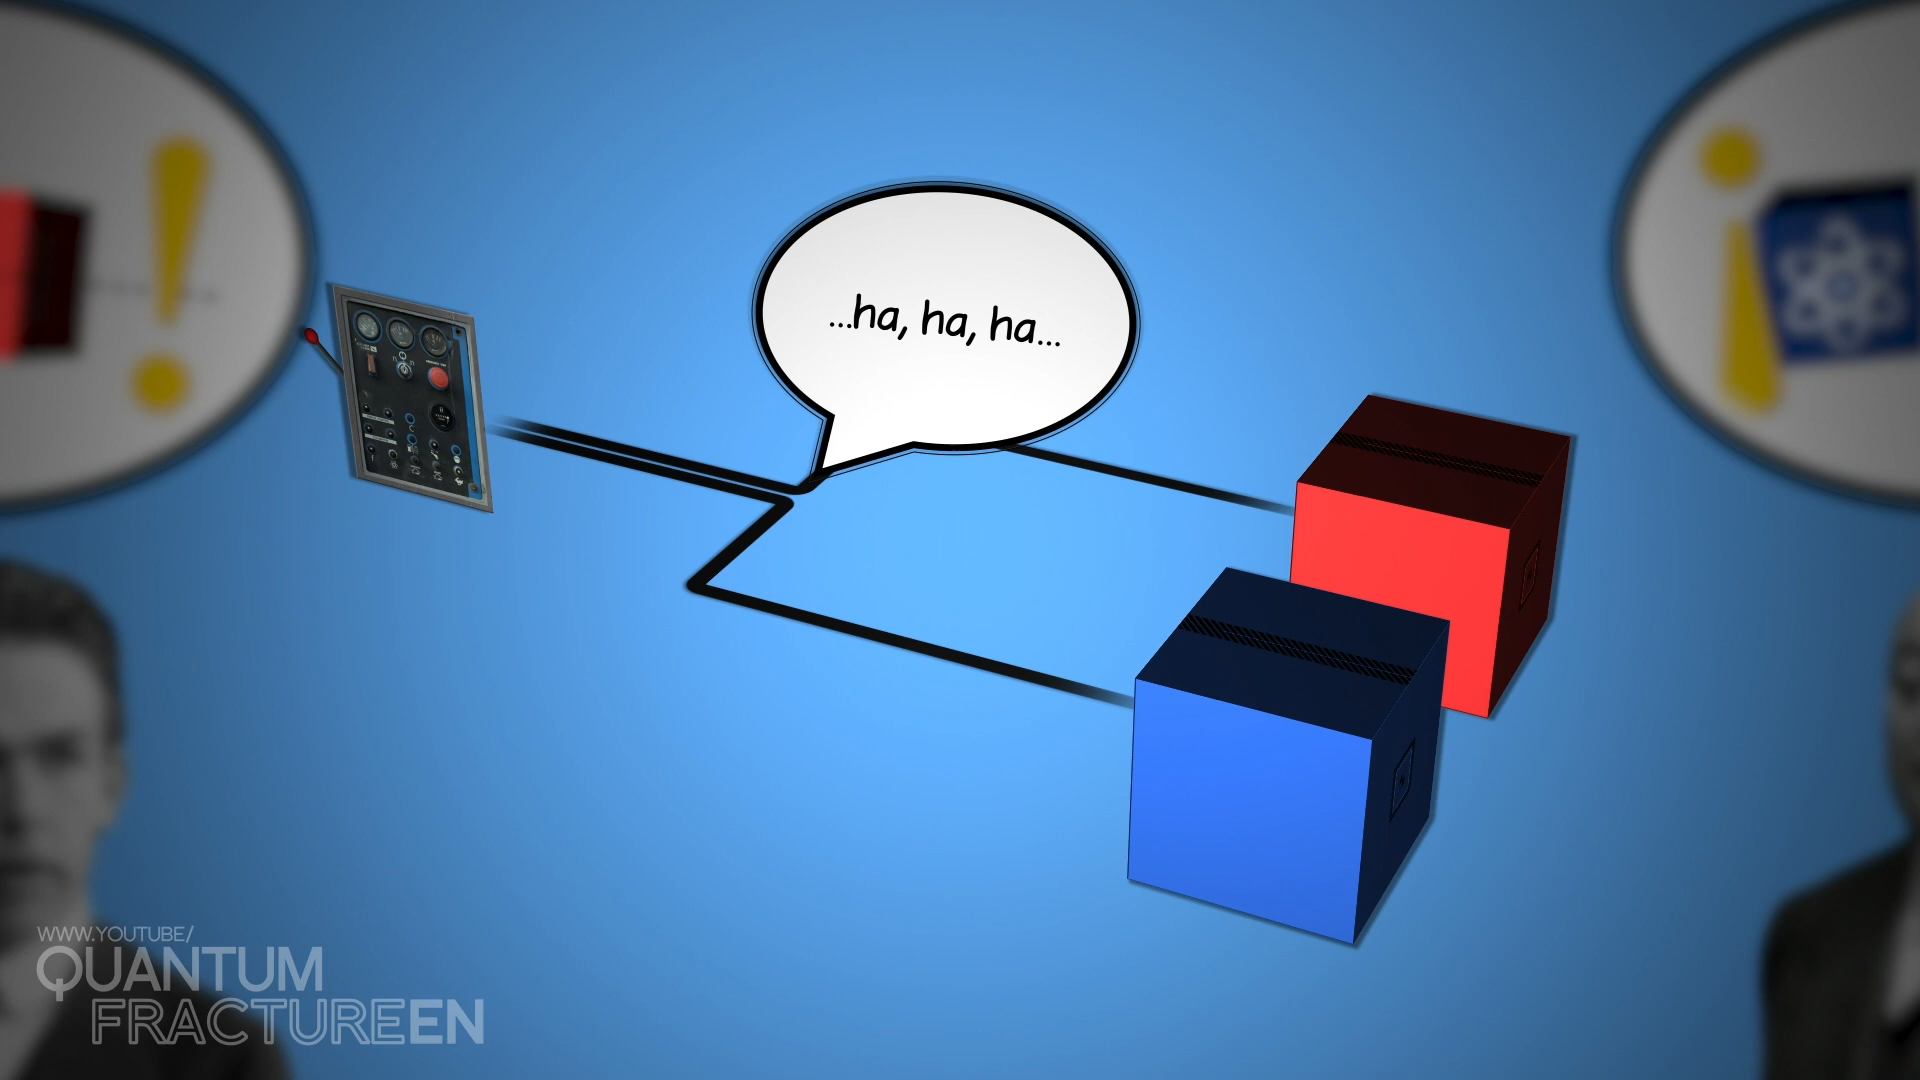 ...ha, ha, ha...
WWW.YOUTUBE/
QUANTUM
FRACTUREEN